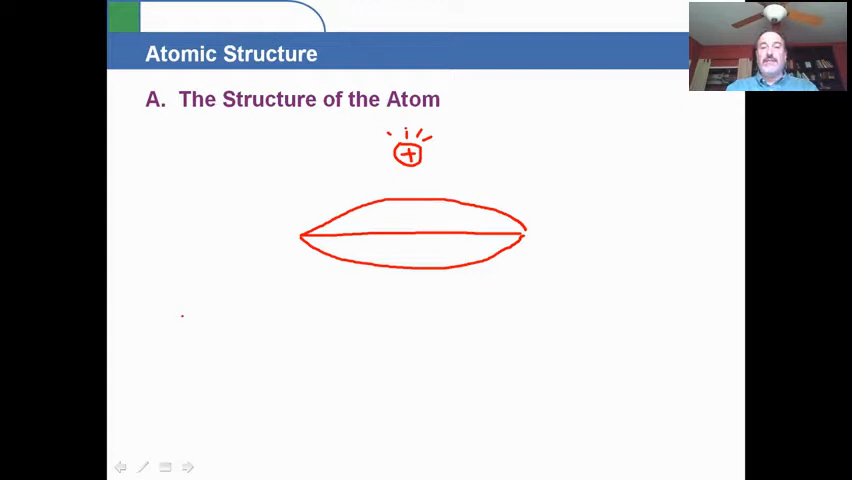 Atomic Structure
A. The Structure of the Atom
+